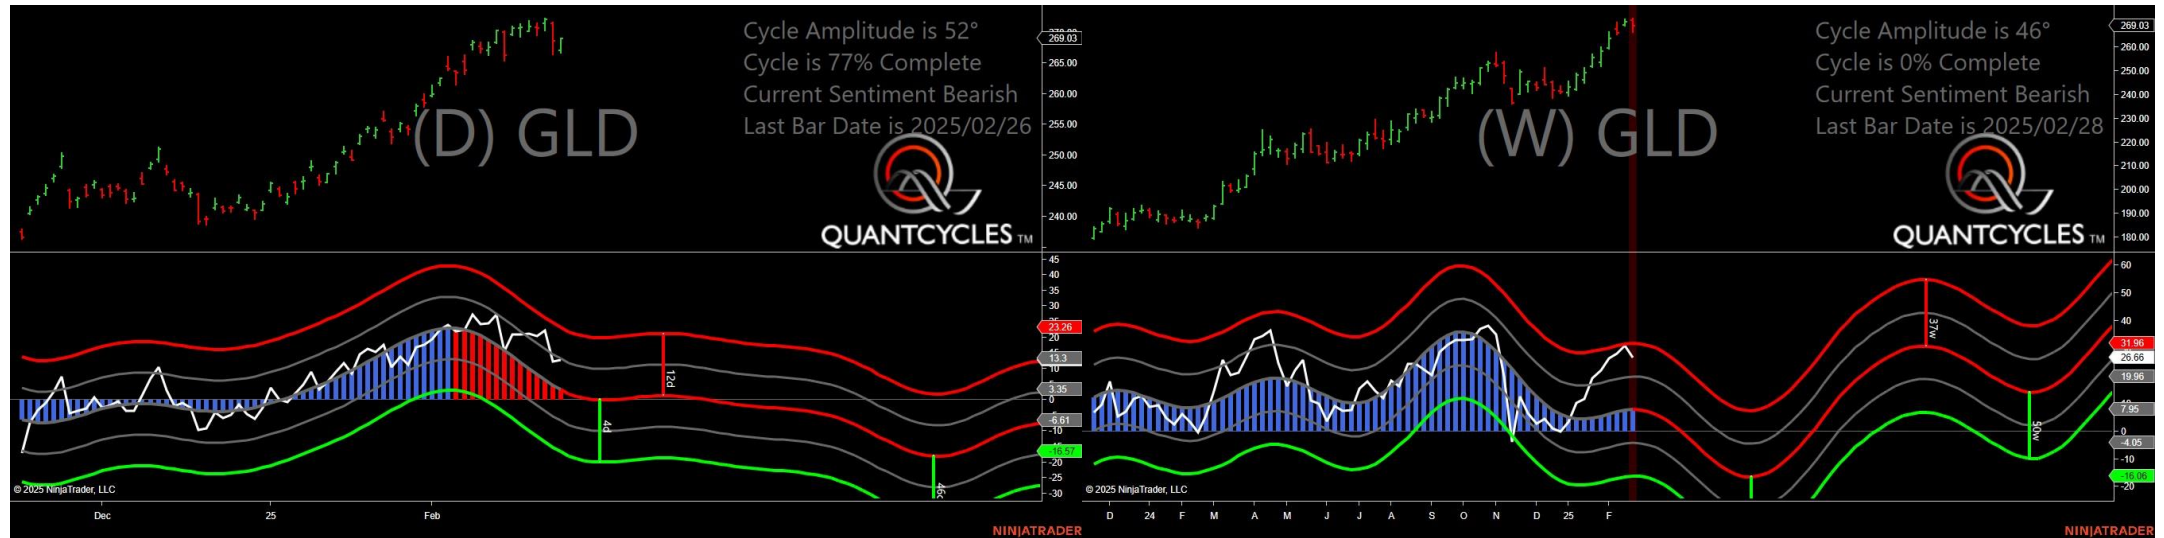 Cycle Amplitude is 52°
Cycle is 77% Complete
Current Sentiment Bearish
Last Bar Date is 2025/02/26
(D) GLD
QUANTCYCLES TM
269.03
265.00
260.00
255.00
250.00
245.00
240.00
45
40
35
30
23.26
20
13.3
3.35
0
-6.61
-10
-16.57
-20
-25
-30
12d
4d
© 2025 NinjaTrader, LLC
Dec
25
Feb
NINJATRADER
Cycle Amplitude is 46°
Cycle is 0% Complete
Current Sentiment Bearish
Last Bar Date is 2025/02/28
(W) GLD
QUANTCYCLES TM
269.03
260.00
250.00
240.00
230.00
220.00
210.00
200.00
190.00
180.00
60
50
40
31.96
26.66
19.96
7.95
0
-4.05
-10
-16.06
-20
37w
50w
© 2025 NinjaTrader, LLC
D 24 F M A M J J A S O N D 25 F
NINJATRADER